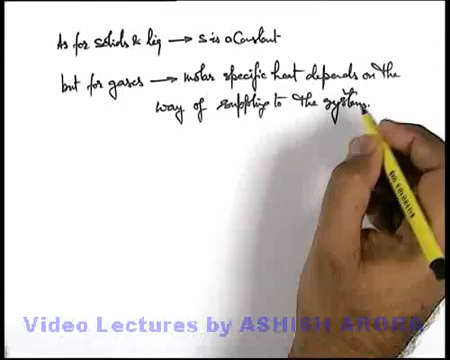 As for solids & liq → s is a Constant
but for gases → molar specific heat depends on the
way of supplying to the system.
Video Lectures by ASHISH ARORA